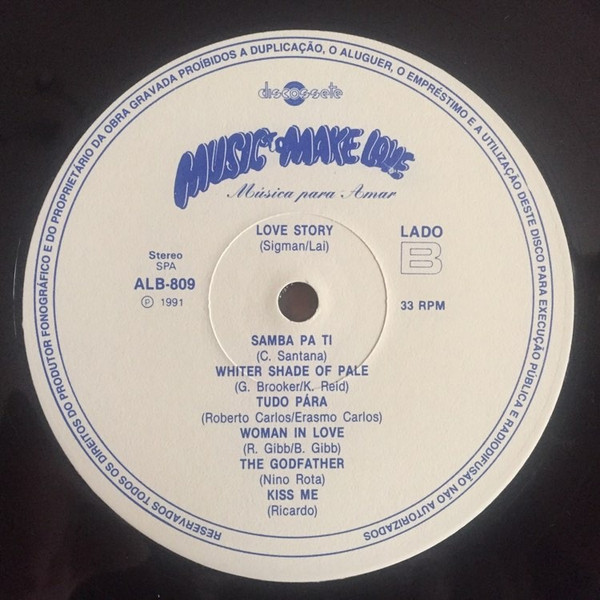 RESERVADOS TODOS OS DIREITOS DO PRODUTOR FONOGRÁFICO E DO PROPRIETÁRIO DA OBRA GRAVADA PROÍBIDOS A DUPLICAÇÃO, O ALUGUER, O EMPRÉSTIMO E A UTILIZAÇÃO DESTE DISCO PARA EXECUÇÃO PÚBLICA E RADIODIFUSÃO NÃO AUTORIZADOS
discossete
MUSIC TO MAKE LOVE
Música para Amar
LOVE STORY
(Sigman/Lai)
LADO
B
Stereo
SPA
ALB-809
℗ 1991
33 RPM
SAMBA PA TI
(C. Santana)
WHITER SHADE OF PALE
(G. Brooker/K. Reid)
TUDO PÁRA
(Roberto Carlos/Erasmo Carlos)
WOMAN IN LOVE
(R. Gibb/B. Gibb)
THE GODFATHER
(Nino Rota)
KISS ME
(Ricardo)